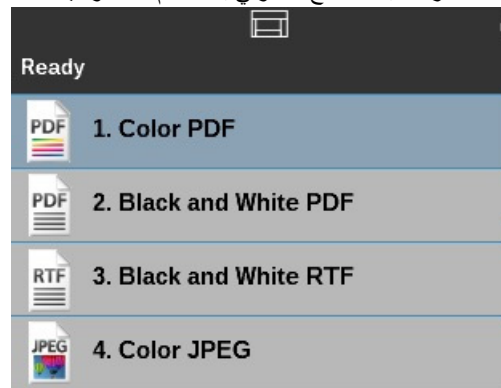 Ready
PDF 1. Color PDF
PDF 2. Black and White PDF
RTF 3. Black and White RTF
JPEG 4. Color JPEG